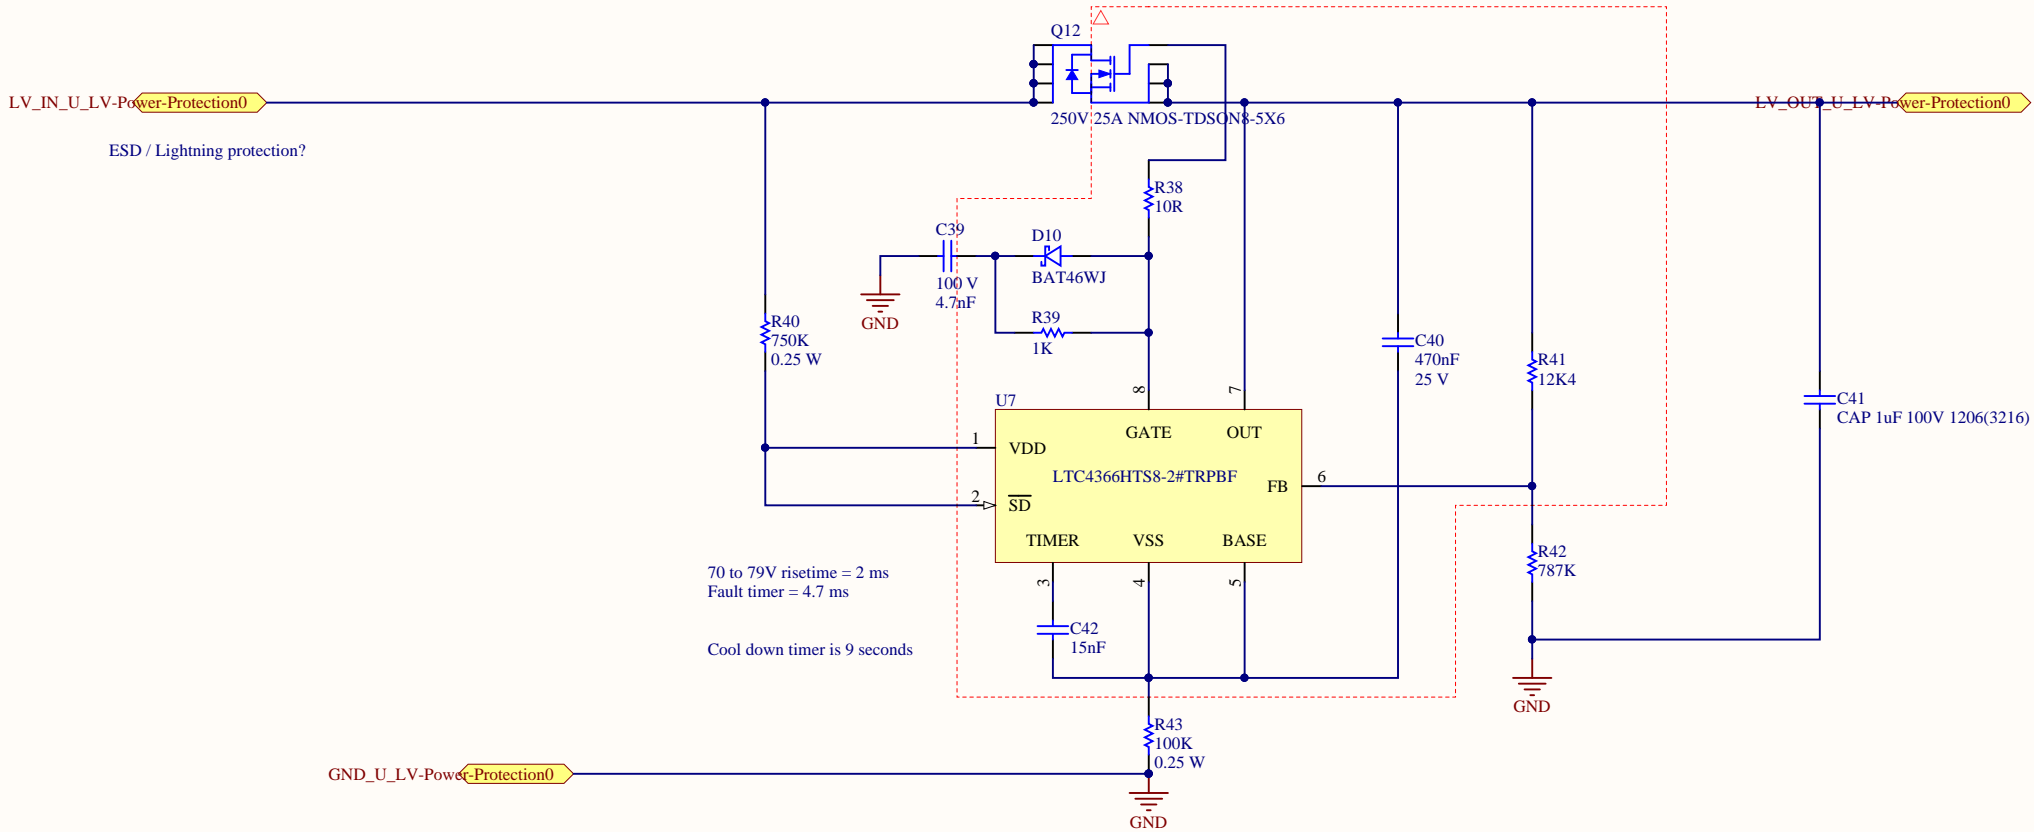 Q12
LV_IN_U_LV-Power-Protection0
LV_OUT_U_LV-Power-Protection0
250V 25A NMOS-TDSON8-5X6
ESD / Lightning protection?
R38
10R
C39
100 V
4.7nF
D10
BAT46WJ
GND
R39
1K
R40
750K
0.25 W
C40
470nF
25 V
R41
12K4
C41
CAP 1uF 100V 1206(3216)
U7
8
7
GATE
OUT
1
VDD
LTC4366HTS8-2#TRPBF
FB
6
2
SD
TIMER
VSS
BASE
3
4
5
R42
787K
70 to 79V risetime = 2 ms
Fault timer = 4.7 ms
C42
15nF
Cool down timer is 9 seconds
GND
R43
100K
0.25 W
GND_U_LV-Power-Protection0
GND